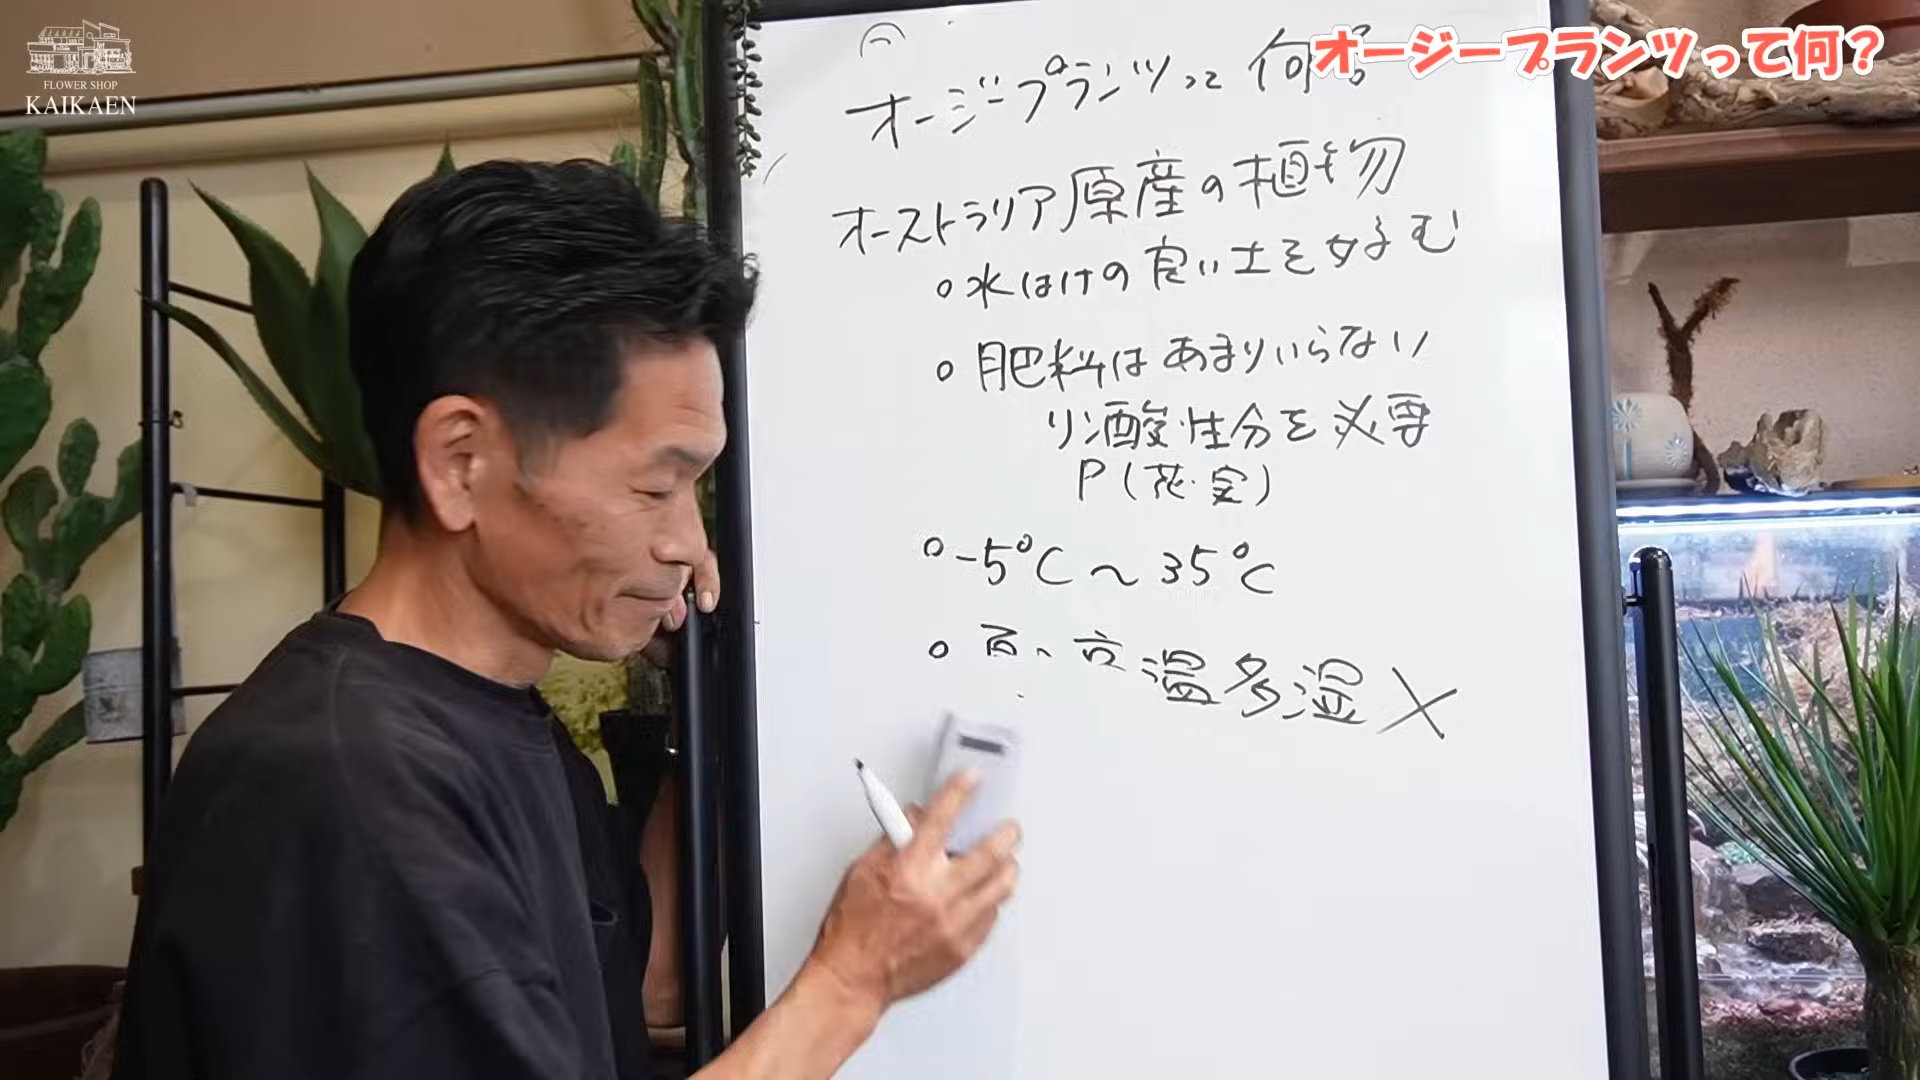 FLOWER SHOP
KAIKAEN
オージープランツって何?
オージープランツって何
オーストラリア原産の植物
○水はけの良い土を好む
○肥料はあまりいらない
リン酸性分を必要
P(花・実)
○-5℃~35℃
○ 温多湿×